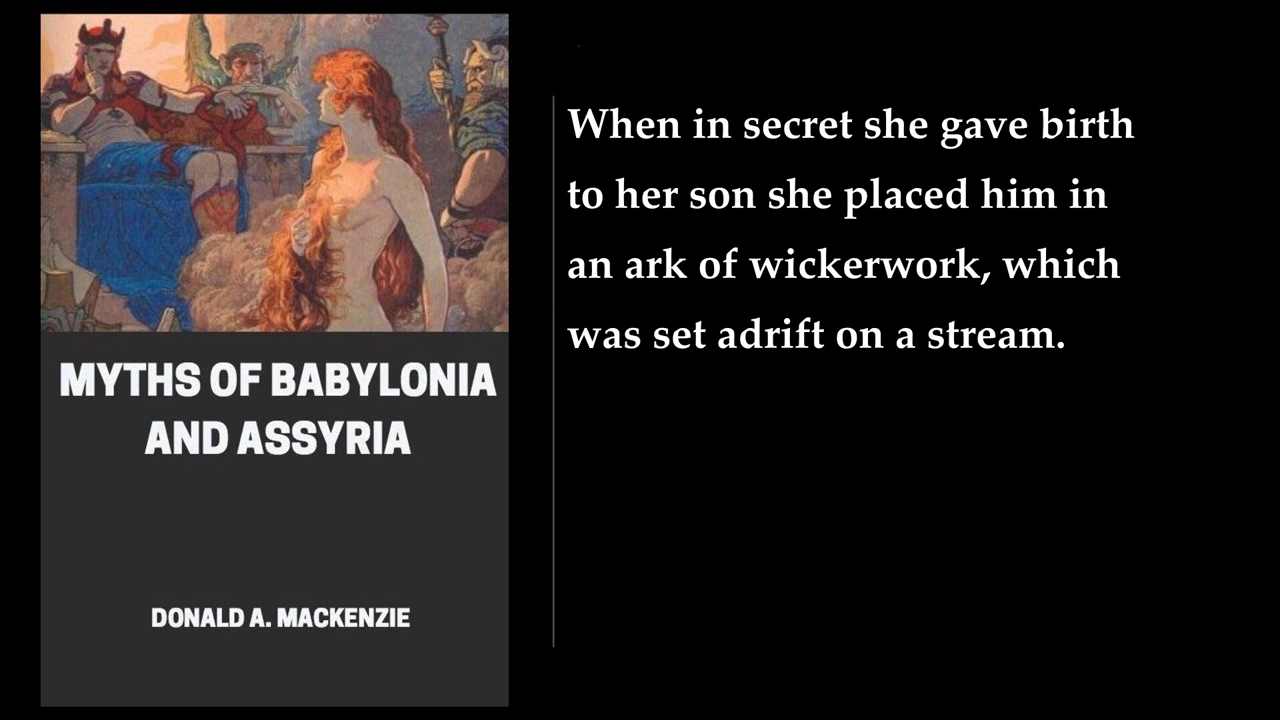 MYTHS OF BABYLONIA
AND ASSYRIA
DONALD A. MACKENZIE
When in secret she gave birth
to her son she placed him in
an ark of wickerwork, which
was set adrift on a stream.